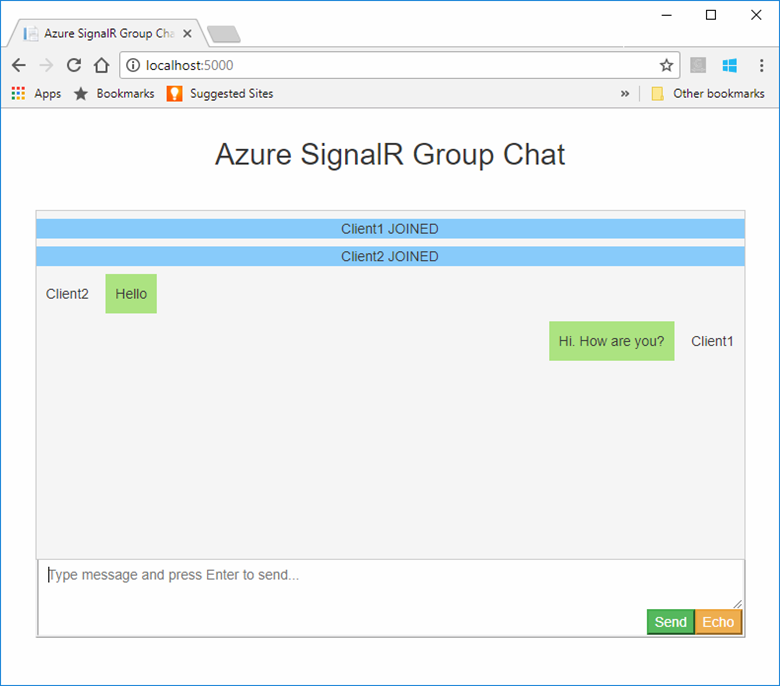 Azure SignalR Group Cha
localhost:5000
Apps Bookmarks Suggested Sites » Other bookmarks
Azure SignalR Group Chat
Client1 JOINED
Client2 JOINED
Client2 Hello
Hi. How are you? Client1
Type message and press Enter to send...
Send Echo